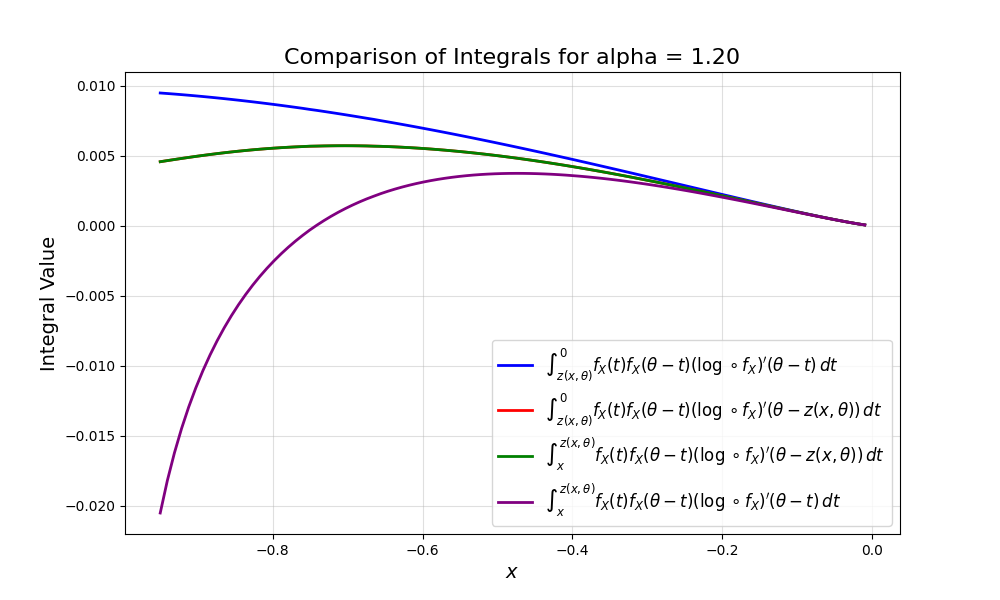 Comparison of Integrals for alpha = 1.20
Integral Value
0.010
0.005
0.000
−0.005
−0.010
−0.015
−0.020
∫_{z(x, θ)}^{0} f_X(t)f_X(θ − t)(log ∘ f_X)′(θ − t) dt
∫_{z(x, θ)}^{0} f_X(t)f_X(θ − t)(log ∘ f_X)′(θ − z(x, θ)) dt
∫_{x}^{z(x, θ)} f_X(t)f_X(θ − t)(log ∘ f_X)′(θ − z(x, θ)) dt
∫_{x}^{z(x, θ)} f_X(t)f_X(θ − t)(log ∘ f_X)′(θ − t) dt
−0.8 −0.6 −0.4 −0.2 0.0
x